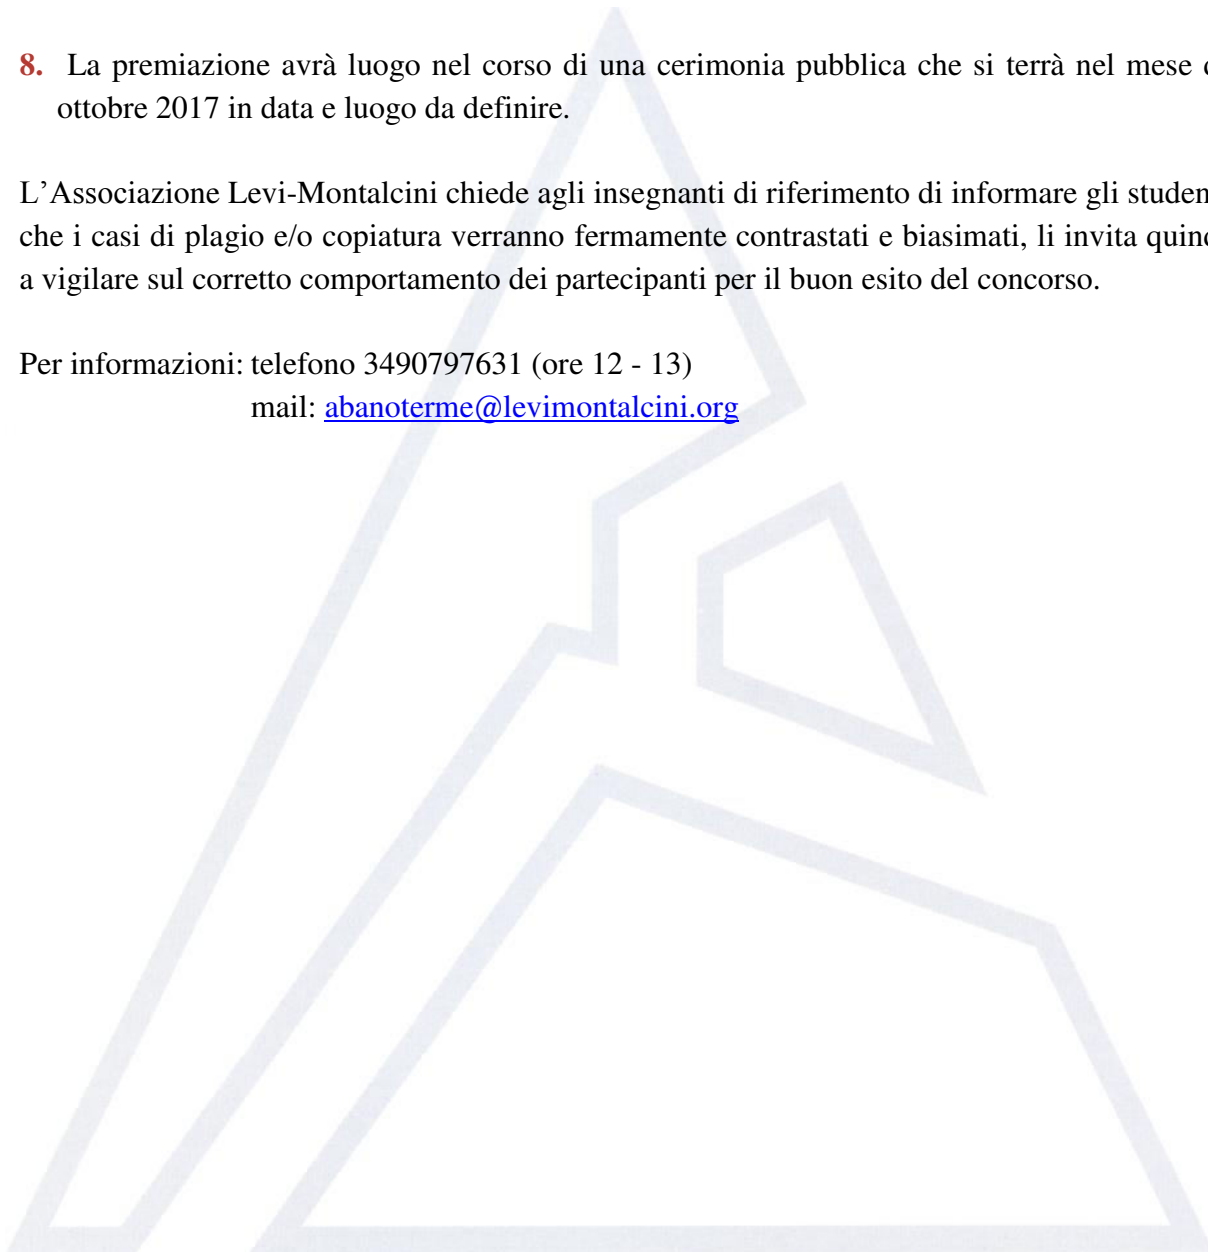 8. La premiazione avrà luogo nel corso di una cerimonia pubblica che si terrà nel mese
ottobre 2017 in data e luogo da definire.
L’Associazione Levi-Montalcini chiede agli insegnanti di riferimento di informare gli
che i casi di plagio e/o copiatura verranno fermamente contrastati e biasimati, li invita
a vigilare sul corretto comportamento dei partecipanti per il buon esito del concorso.
Per informazioni: telefono 3490797631 (ore 12 - 13)
mail: abanoterme@levimontalcini.org